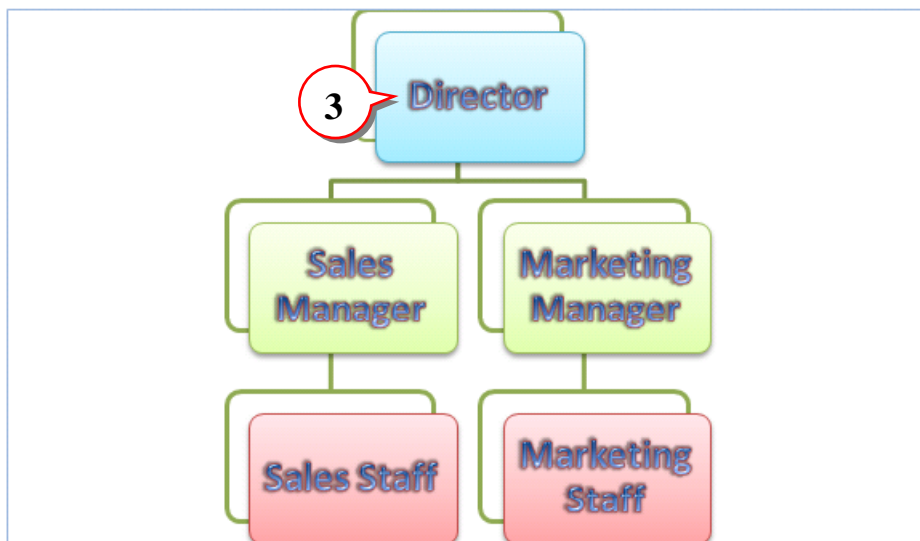 3
Director
Sales
Manager
Marketing
Manager
Sales Staff
Marketing
Staff